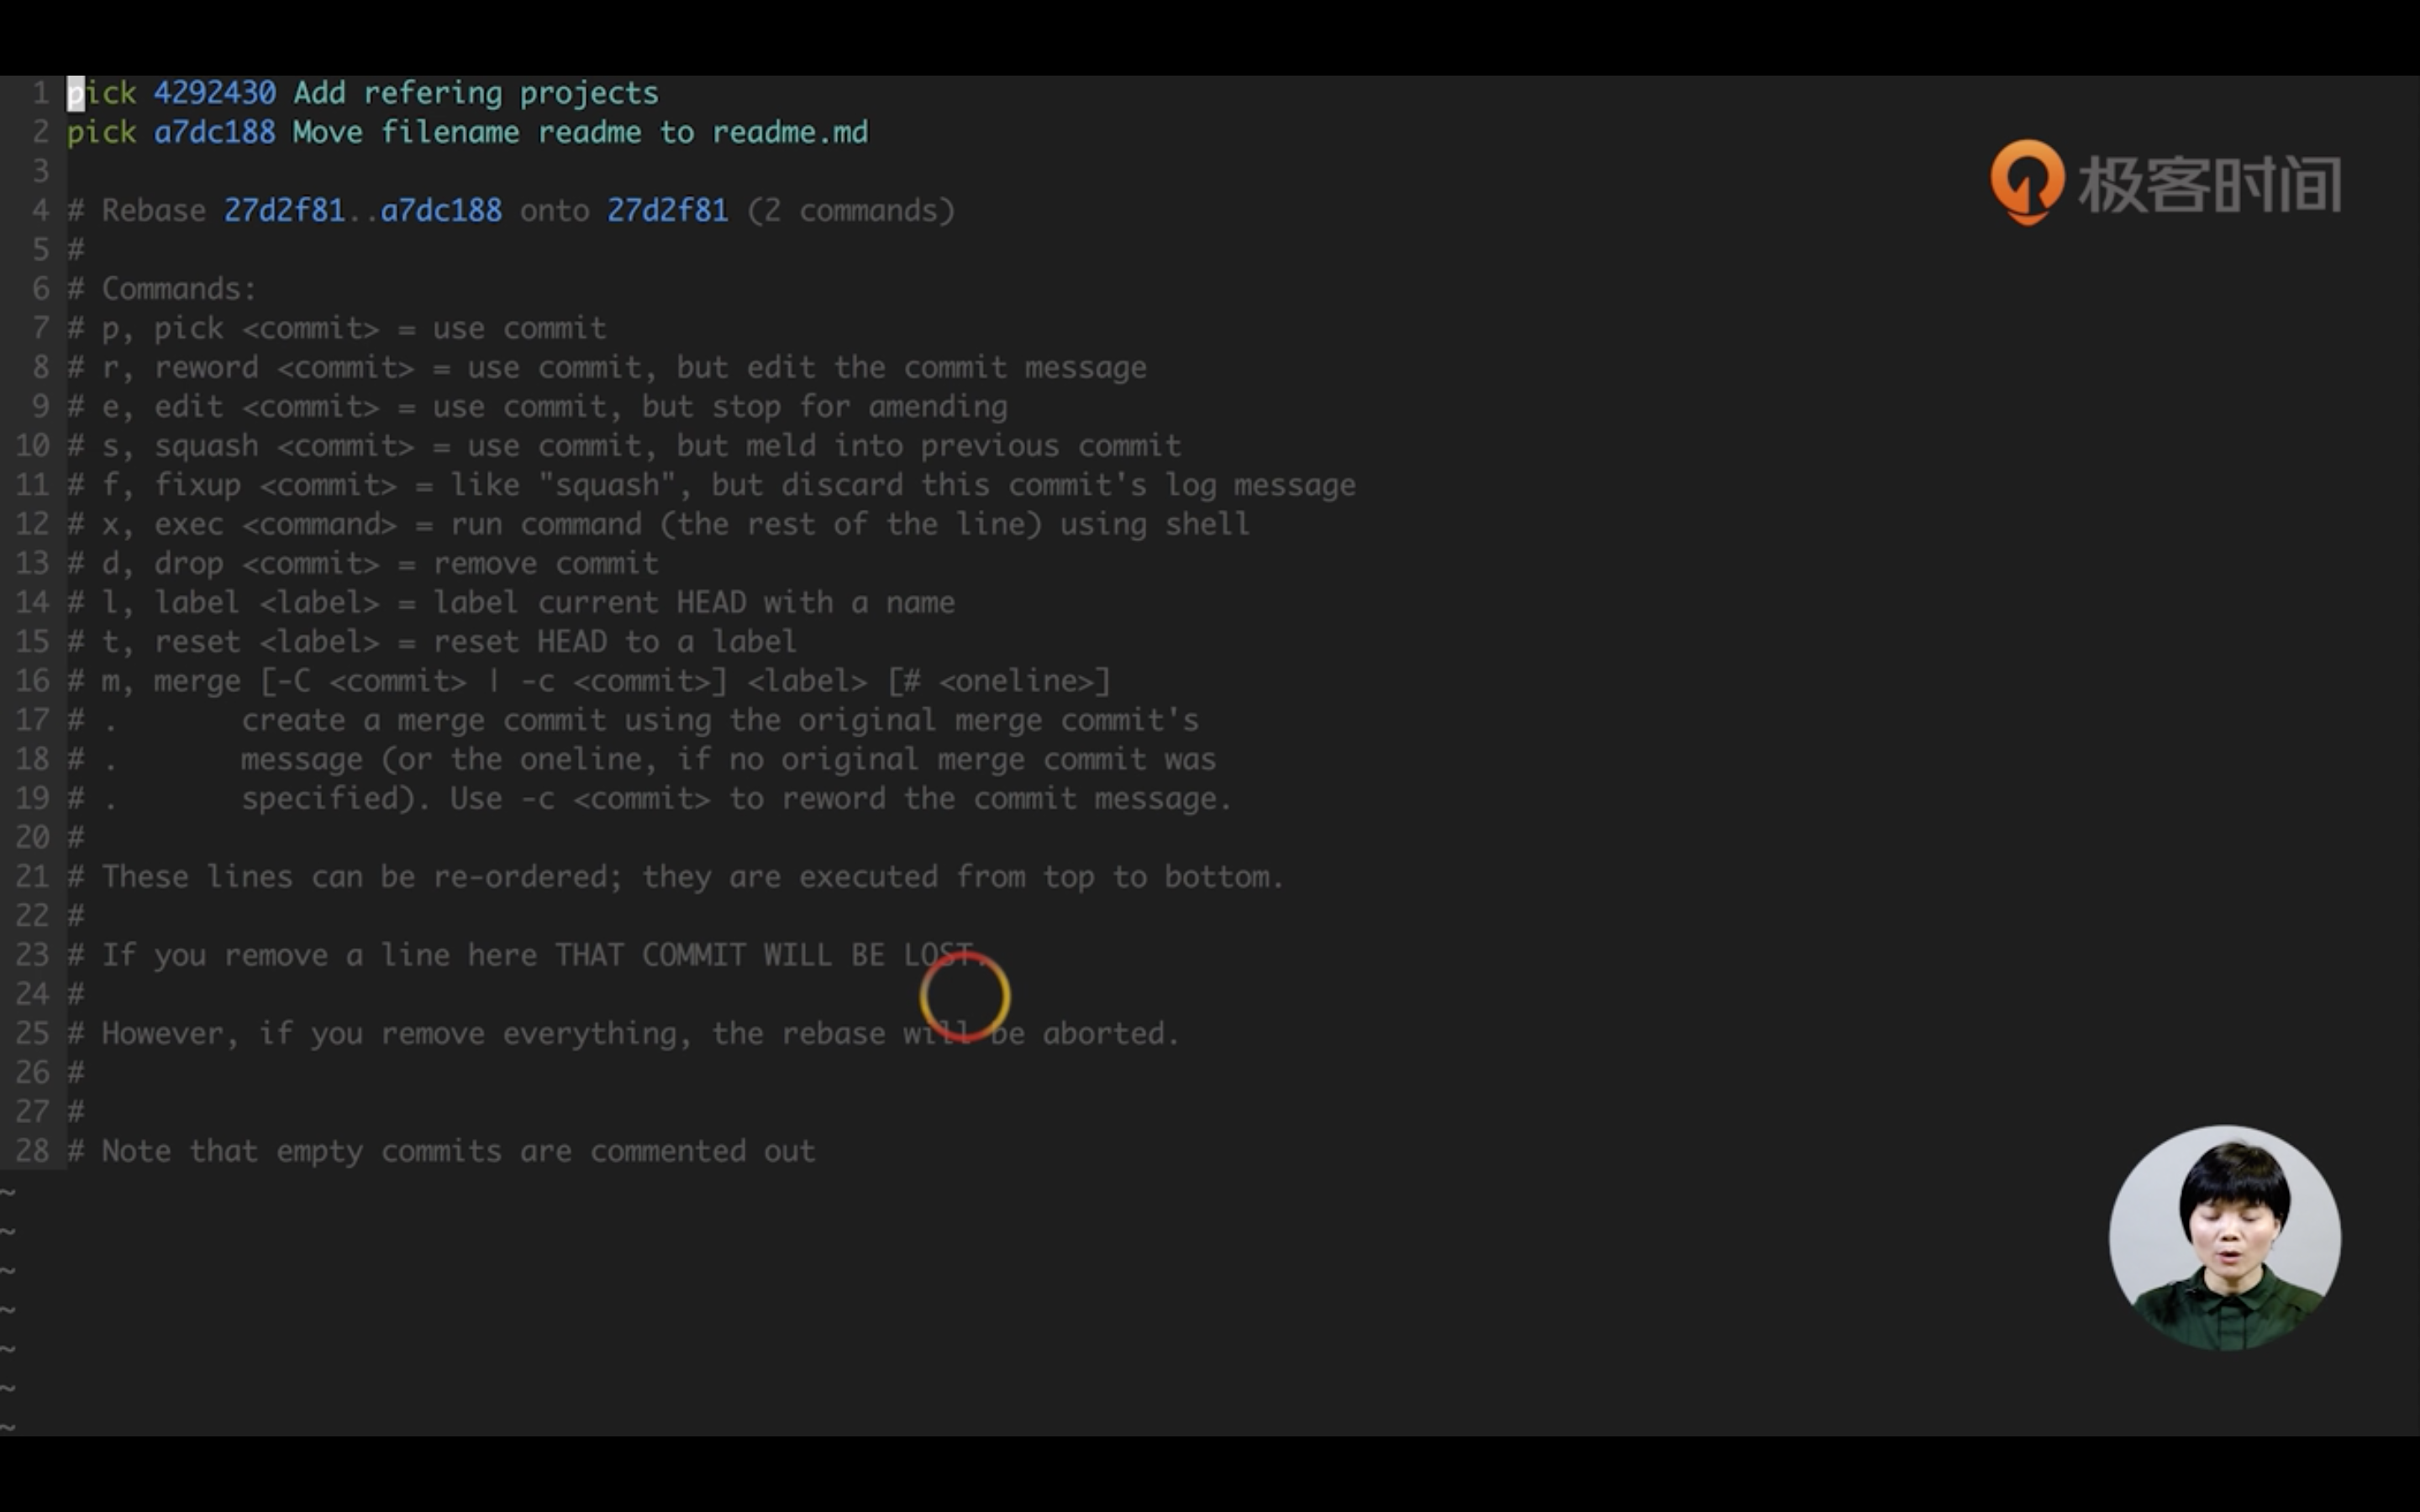 1 pick 4292430 Add refering projects
2 pick a7dc188 Move filename readme to readme.md
3
4 # Rebase 27d2f81..a7dc188 onto 27d2f81 (2 commands)
5 #
6 # Commands:
7 # p, pick <commit> = use commit
8 # r, reword <commit> = use commit, but edit the commit message
9 # e, edit <commit> = use commit, but stop for amending
10 # s, squash <commit> = use commit, but meld into previous commit
11 # f, fixup <commit> = like "squash", but discard this commit's log message
12 # x, exec <command> = run command (the rest of the line) using shell
13 # d, drop <commit> = remove commit
14 # l, label <label> = label current HEAD with a name
15 # t, reset <label> = reset HEAD to a label
16 # m, merge [-C <commit> | -c <commit>] <label> [# <oneline>]
17 # .       create a merge commit using the original merge commit's
18 # .       message (or the oneline, if no original merge commit was
19 # .       specified). Use -c <commit> to reword the commit message.
20 #
21 # These lines can be re-ordered; they are executed from top to bottom.
22 #
23 # If you remove a line here THAT COMMIT WILL BE LOST.
24 #
25 # However, if you remove everything, the rebase will be aborted.
26 #
27 #
28 # Note that empty commits are commented out
~
~
~
~
~
~
~
极客时间